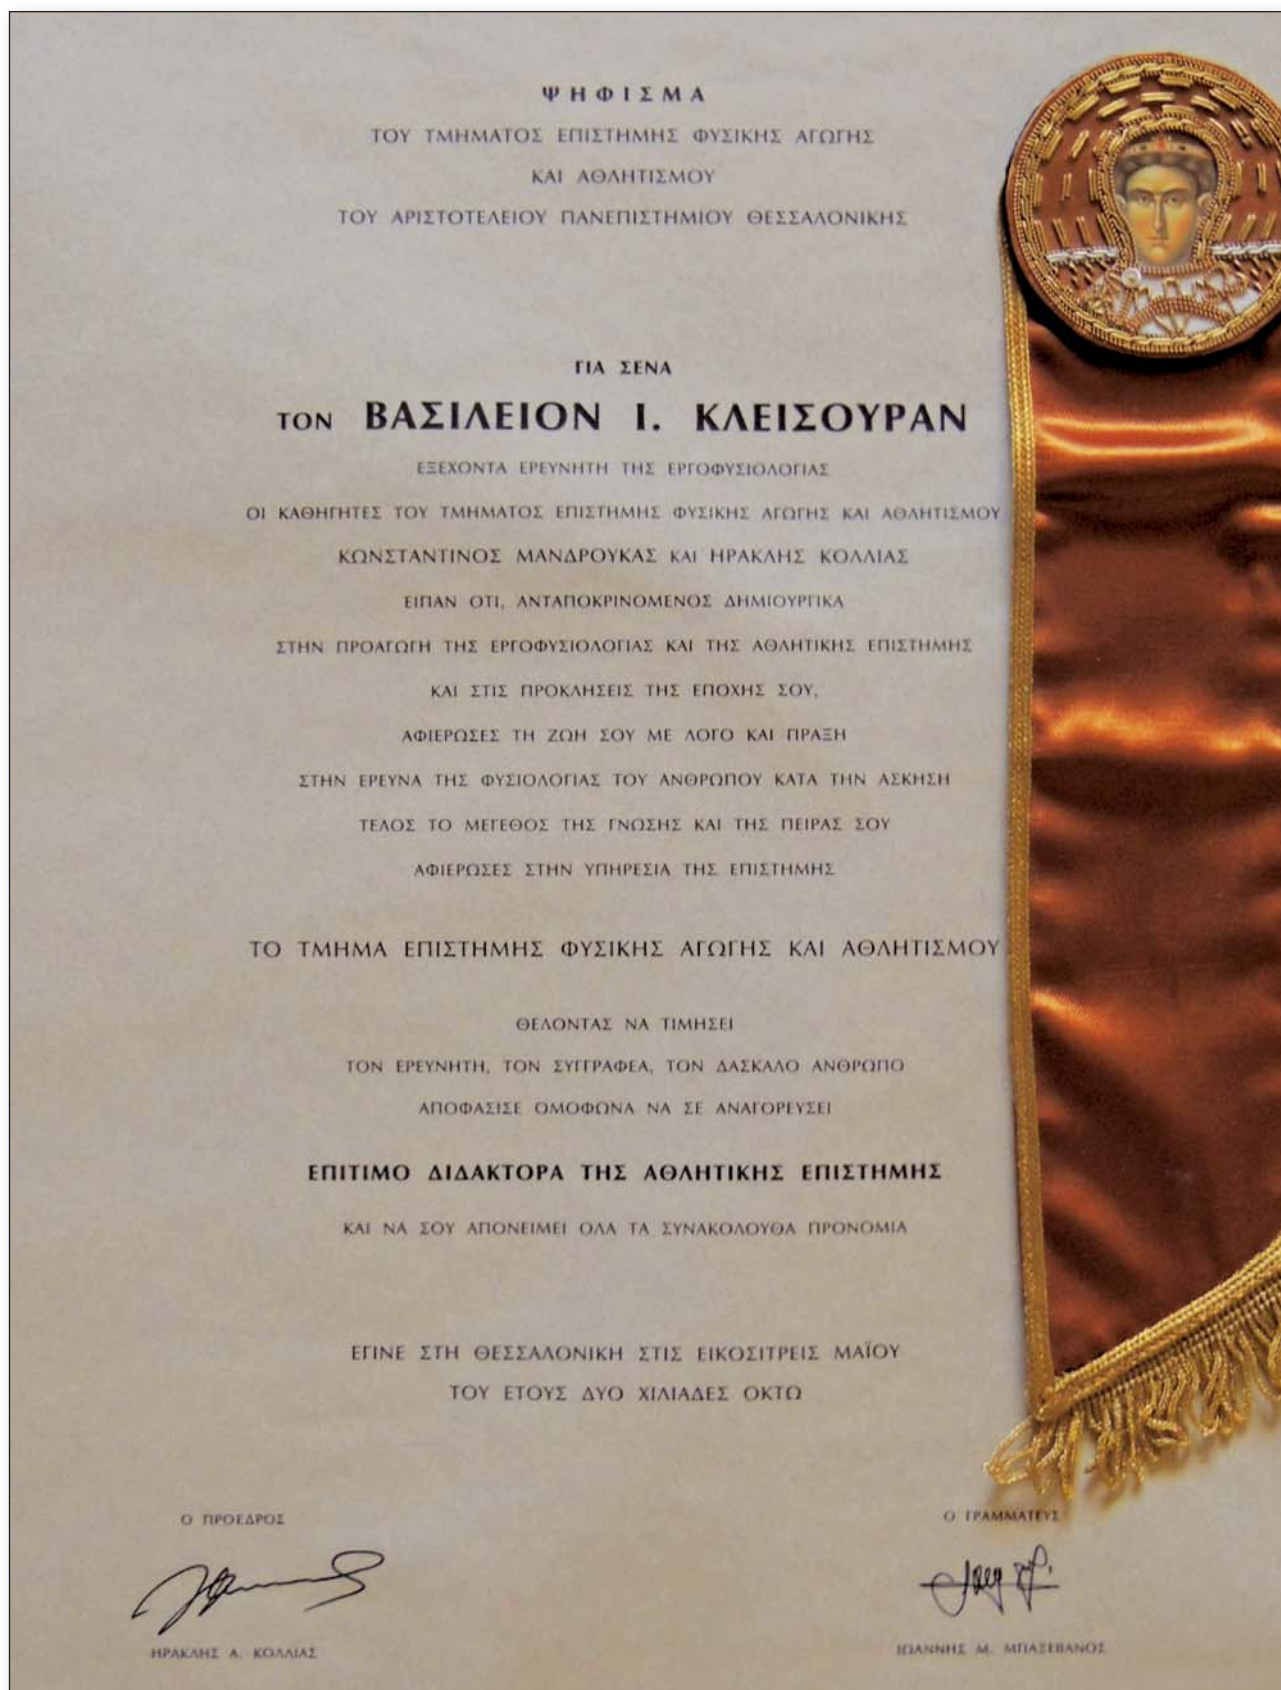 ΨΗΦΙΣΜΑ
ΤΟΥ ΤΜΗΜΑΤΟΣ ΕΠΙΣΤΗΜΗΣ ΦΥΣΙΚΗΣ ΑΓΩΓΗΣ
ΚΑΙ ΑΘΛΗΤΙΣΜΟΥ
ΤΟΥ ΑΡΙΣΤΟΤΕΛΕΙΟΥ ΠΑΝΕΠΙΣΤΗΜΙΟΥ ΘΕΣΣΑΛΟΝΙΚΗΣ
ΓΙΑ ΣΕΝΑ
ΤΟΝ ΒΑΣΙΛΕΙΟΝ Ι. ΚΛΕΙΣΟΥΡΑΝ
ΕΞΕΧΟΝΤΑ ΕΡΕΥΝΗΤΗ ΤΗΣ ΕΡΓΟΦΥΣΙΟΛΟΓΙΑΣ
ΟΙ ΚΑΘΗΓΗΤΕΣ ΤΟΥ ΤΜΗΜΑΤΟΣ ΕΠΙΣΤΗΜΗΣ ΦΥΣΙΚΗΣ ΑΓΩΓΗΣ ΚΑΙ ΑΘΛΗΤΙΣΜΟΥ
ΚΩΝΣΤΑΝΤΙΝΟΣ ΜΑΝΔΡΟΥΚΑΣ ΚΑΙ ΗΡΑΚΛΗΣ ΚΟΛΛΙΑΣ
ΕΙΠΑΝ ΟΤΙ, ΑΝΤΑΠΟΚΡΙΝΟΜΕΝΟΣ ΔΗΜΙΟΥΡΓΙΚΑ
ΣΤΗΝ ΠΡΟΑΓΩΓΗ ΤΗΣ ΕΡΓΟΦΥΣΙΟΛΟΓΙΑΣ ΚΑΙ ΤΗΣ ΑΘΛΗΤΙΚΗΣ ΕΠΙΣΤΗΜΗΣ
ΚΑΙ ΣΤΙΣ ΠΡΟΚΛΗΣΕΙΣ ΤΗΣ ΕΠΟΧΗΣ ΣΟΥ,
ΑΦΙΕΡΩΣΕΣ ΤΗ ΖΩΗ ΣΟΥ ΜΕ ΛΟΓΟ ΚΑΙ ΠΡΑΞΗ
ΣΤΗΝ ΕΡΕΥΝΑ ΤΗΣ ΦΥΣΙΟΛΟΓΙΑΣ ΤΟΥ ΑΝΘΡΩΠΟΥ ΚΑΤΑ ΤΗΝ ΑΣΚΗΣΗ
ΤΕΛΟΣ ΤΟ ΜΕΓΕΘΟΣ ΤΗΣ ΓΝΩΣΗΣ ΚΑΙ ΤΗΣ ΠΕΙΡΑΣ ΣΟΥ
ΑΦΙΕΡΩΣΕΣ ΣΤΗΝ ΥΠΗΡΕΣΙΑ ΤΗΣ ΕΠΙΣΤΗΜΗΣ
ΤΟ ΤΜΗΜΑ ΕΠΙΣΤΗΜΗΣ ΦΥΣΙΚΗΣ ΑΓΩΓΗΣ ΚΑΙ ΑΘΛΗΤΙΣΜΟΥ
ΘΕΛΟΝΤΑΣ ΝΑ ΤΙΜΗΣΕΙ
ΤΟΝ ΕΡΕΥΝΗΤΗ, ΤΟΝ ΣΥΓΓΡΑΦΕΑ, ΤΟΝ ΔΑΣΚΑΛΟ ΑΝΘΡΩΠΟ
ΑΠΟΦΑΣΙΣΕ ΟΜΟΦΩΝΑ ΝΑ ΣΕ ΑΝΑΓΟΡΕΥΣΕΙ
ΕΠΙΤΙΜΟ ΔΙΔΑΚΤΟΡΑ ΤΗΣ ΑΘΛΗΤΙΚΗΣ ΕΠΙΣΤΗΜΗΣ
ΚΑΙ ΝΑ ΣΟΥ ΑΠΟΝΕΙΜΕΙ ΟΛΑ ΤΑ ΣΥΝΑΚΟΛΟΥΘΑ ΠΡΟΝΟΜΙΑ
ΕΓΙΝΕ ΣΤΗ ΘΕΣΣΑΛΟΝΙΚΗ ΣΤΙΣ ΕΙΚΟΣΙΤΡΕΙΣ ΜΑΪΟΥ
ΤΟΥ ΕΤΟΥΣ ΔΥΟ ΧΙΛΙΑΔΕΣ ΟΚΤΩ
Ο ΠΡΟΕΔΡΟΣ
Ο ΓΡΑΜΜΑΤΕΥΣ
ΗΡΑΚΛΗΣ Α. ΚΟΛΛΙΑΣ
ΙΩΑΝΝΗΣ Μ. ΜΠΑΞΕΒΑΝΟΣ